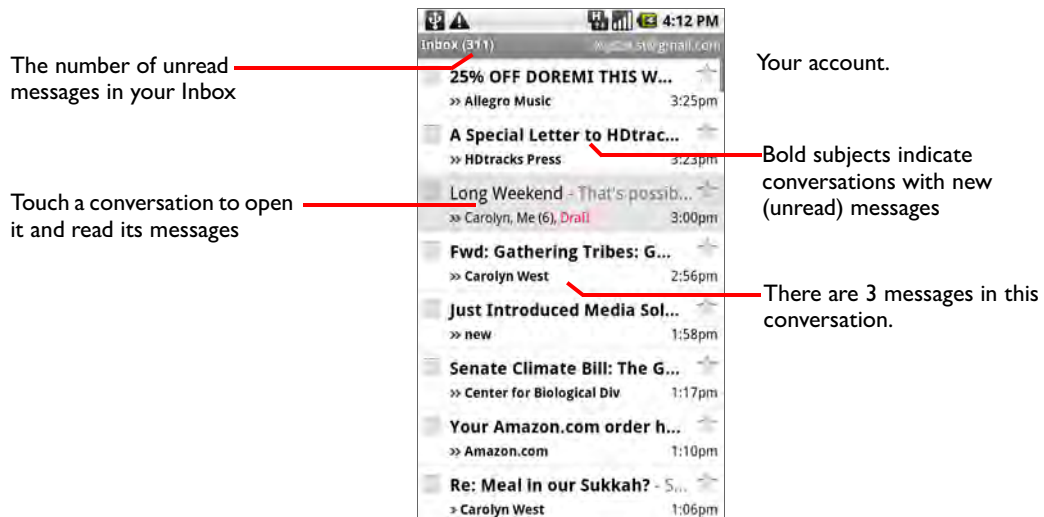 4:12 PM
Inbox (311)
The number of unread
messages in your Inbox
Your account.
25% OFF DOREMI THIS W...
» Allegro Music 3:25pm
A Special Letter to HDtrac...
» HDtracks Press 3:23pm
Bold subjects indicate
conversations with new
(unread) messages
Touch a conversation to open
it and read its messages
Long Weekend - That's possib...
» Carolyn, Me (6), Draft 3:00pm
Fwd: Gathering Tribes: G...
» Carolyn West 2:56pm
There are 3 messages in this
conversation.
Just Introduced Media Sol...
» new 1:58pm
Senate Climate Bill: The G...
» Center for Biological Div 1:17pm
Your Amazon.com order h...
» Amazon.com 1:10pm
Re: Meal in our Sukkah? - S...
› Carolyn West 1:06pm